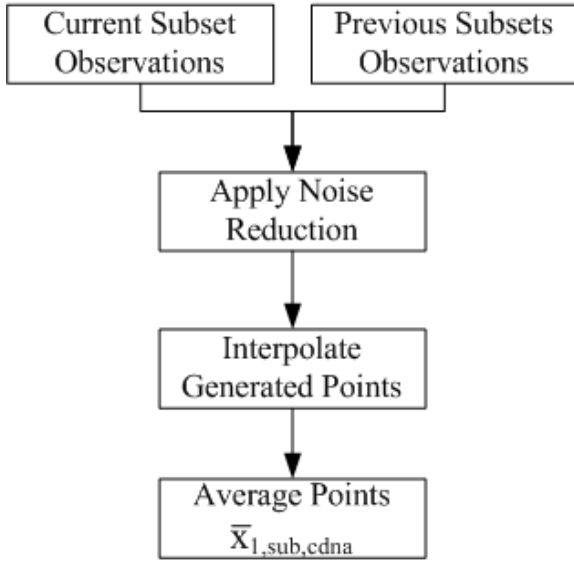 Current Subset
Observations
Previous Subsets
Observations
Apply Noise
Reduction
Interpolate
Generated Points
Average Points
x̅1,sub,cdna